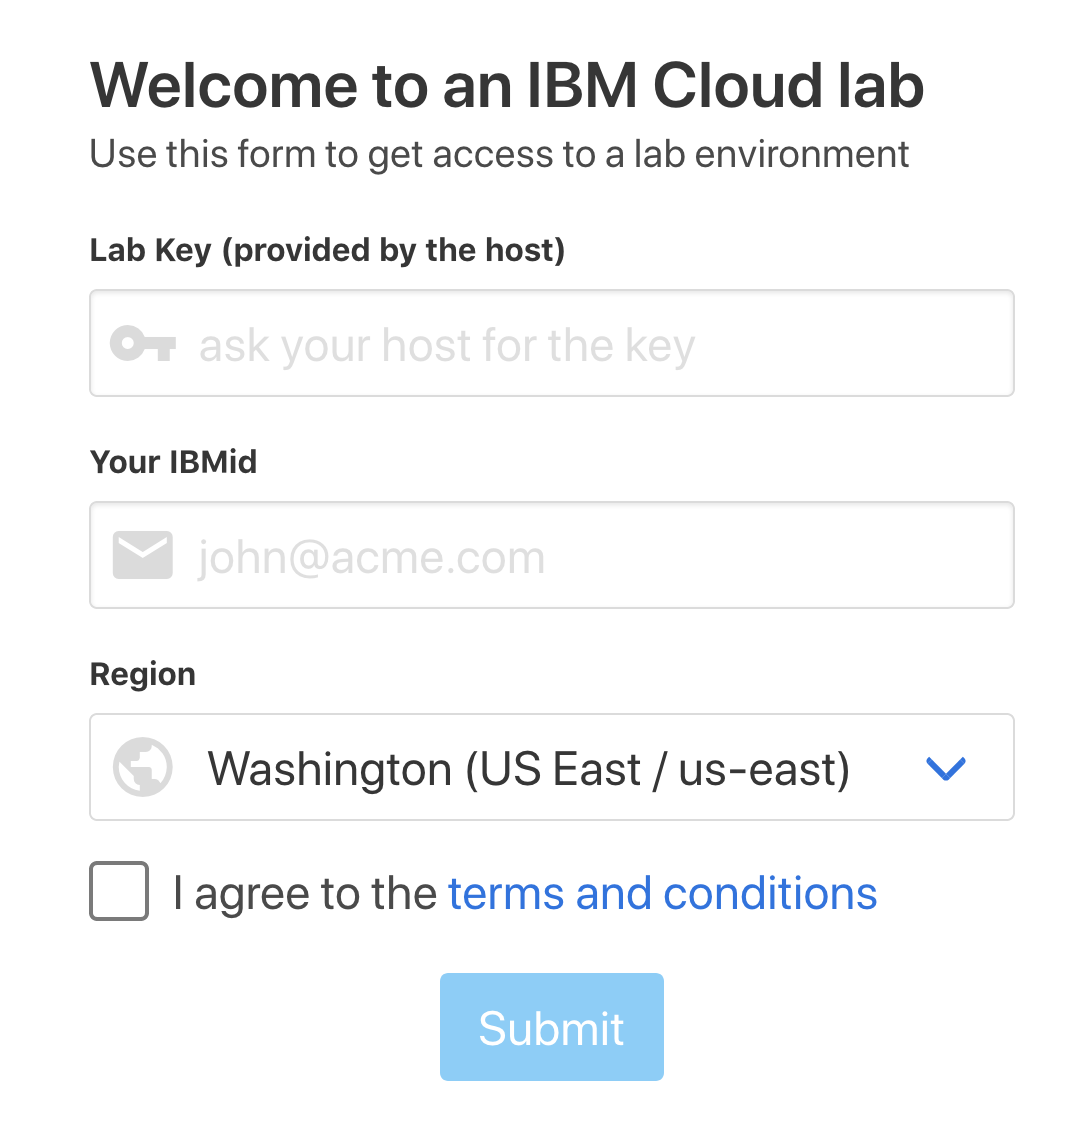 Welcome to an IBM Cloud lab
Use this form to get access to a lab environment
Lab Key (provided by the host)
ask your host for the key
Your IBMid
john@acme.com
Region
Washington (US East / us-east)
I agree to the terms and conditions
Submit